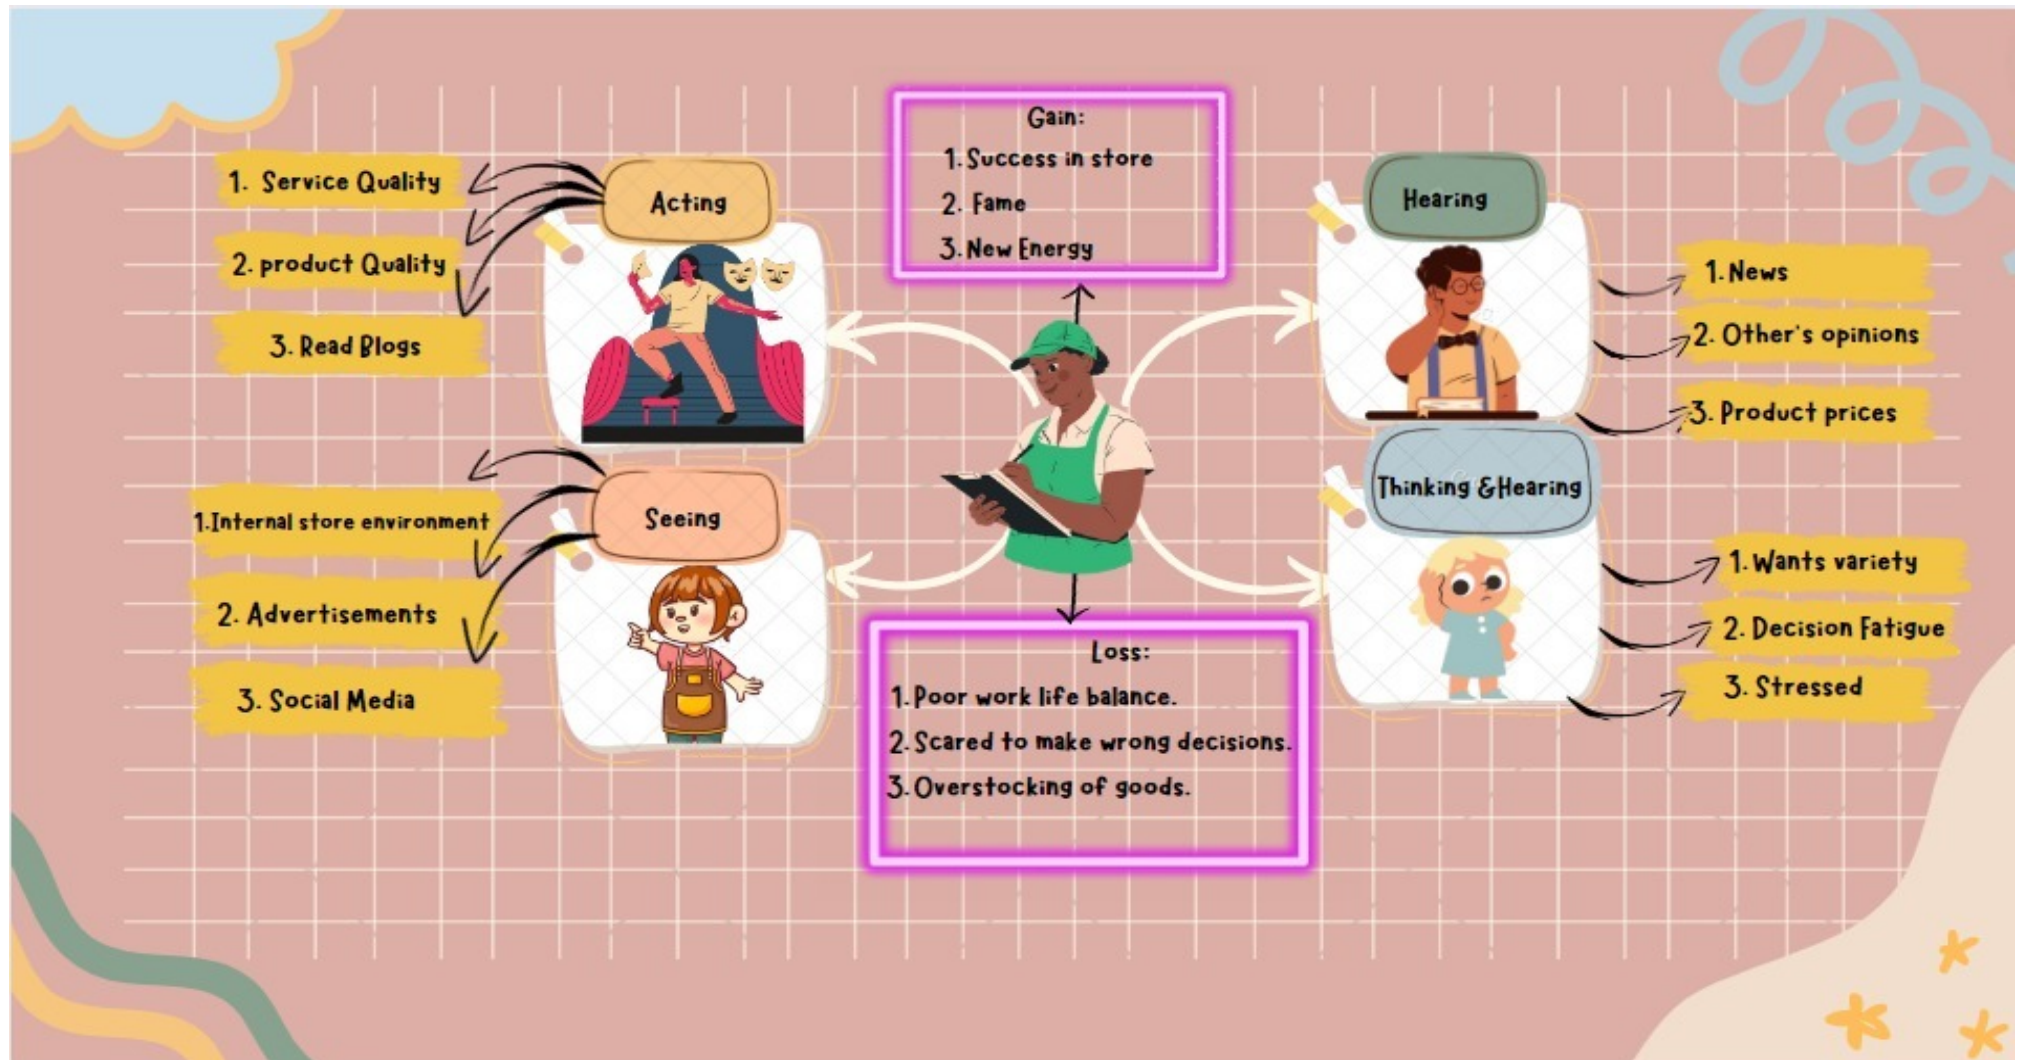 Acting
1. Service Quality
2. product Quality
3. Read Blogs
Seeing
1.Internal store environment
2. Advertisements
3. Social Media
Gain:
1. Success in store
2. Fame
3. New Energy
Loss:
1. Poor work life balance.
2. Scared to make wrong decisions.
3. Overstocking of goods.
Hearing
1. News
2. Other's opinions
3. Product prices
Thinking &Hearing
1. Wants variety
2. Decision Fatigue
3. Stressed